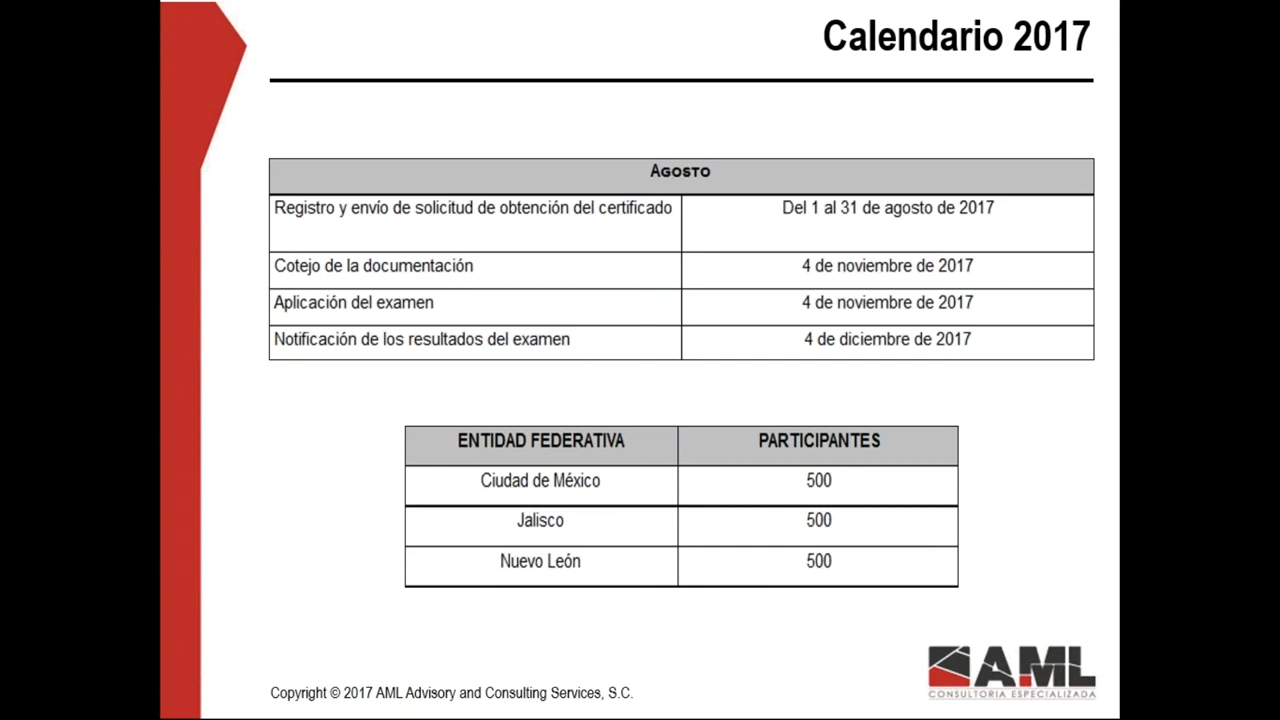 Calendario 2017
AGOSTO
Registro y envío de solicitud de obtención del certificado
Del 1 al 31 de agosto de 2017
Cotejo de la documentación
4 de noviembre de 2017
Aplicación del examen
4 de noviembre de 2017
Notificación de los resultados del examen
4 de diciembre de 2017
ENTIDAD FEDERATIVA
PARTICIPANTES
Ciudad de México
500
Jalisco
500
Nuevo León
500
AML
CONSULTORIA ESPECIALIZADA
Copyright © 2017 AML Advisory and Consulting Services, S.C.